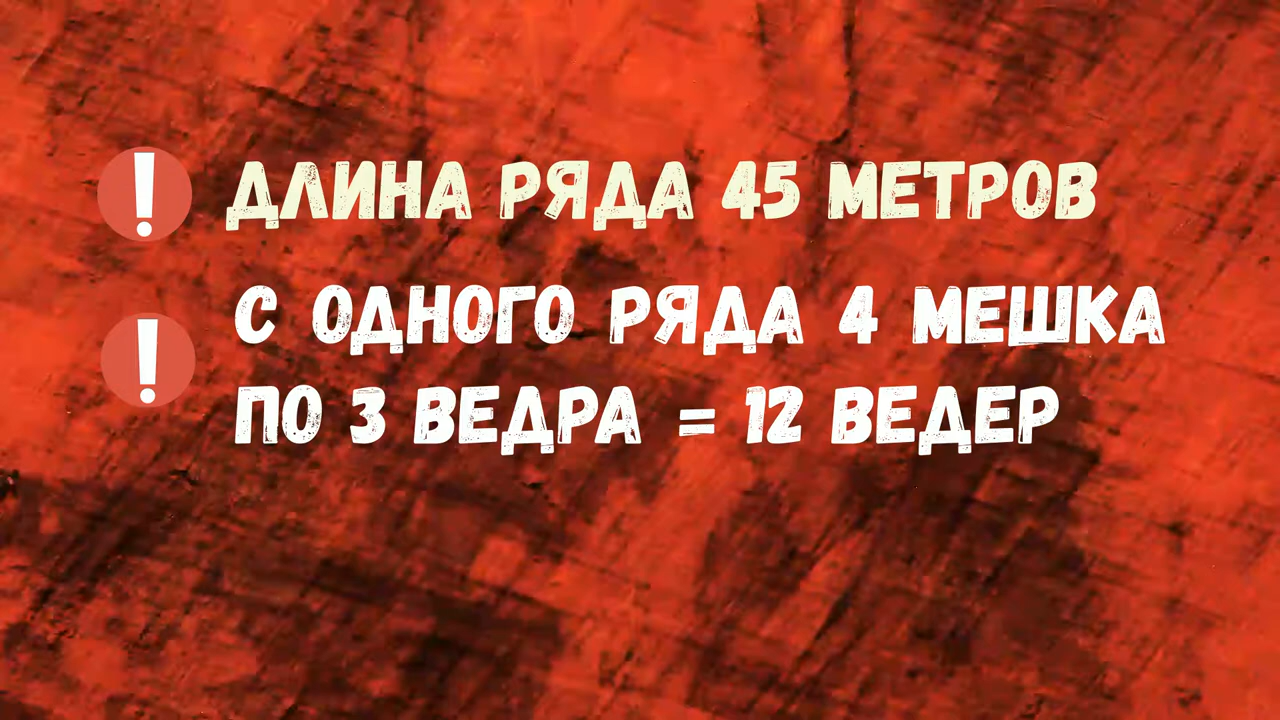 ДЛИНА РЯДА 45 МЕТРОВ
С ОДНОГО РЯДА 4 МЕШКА
ПО 3 ВЕДРА = 12 ВЕДЕР